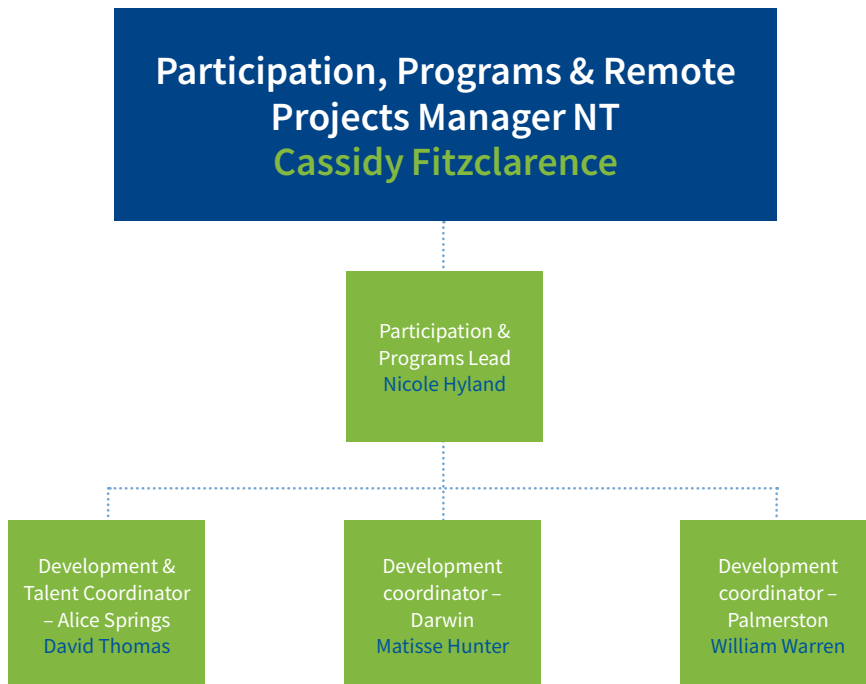 Participation, Programs & Remote
Projects Manager NT
Cassidy Fitzclarence
Participation &
Programs Lead
Nicole Hyland
Development &
Talent Coordinator
– Alice Springs
David Thomas
Development
coordinator –
Darwin
Matisse Hunter
Development
coordinator –
Palmerston
William Warren